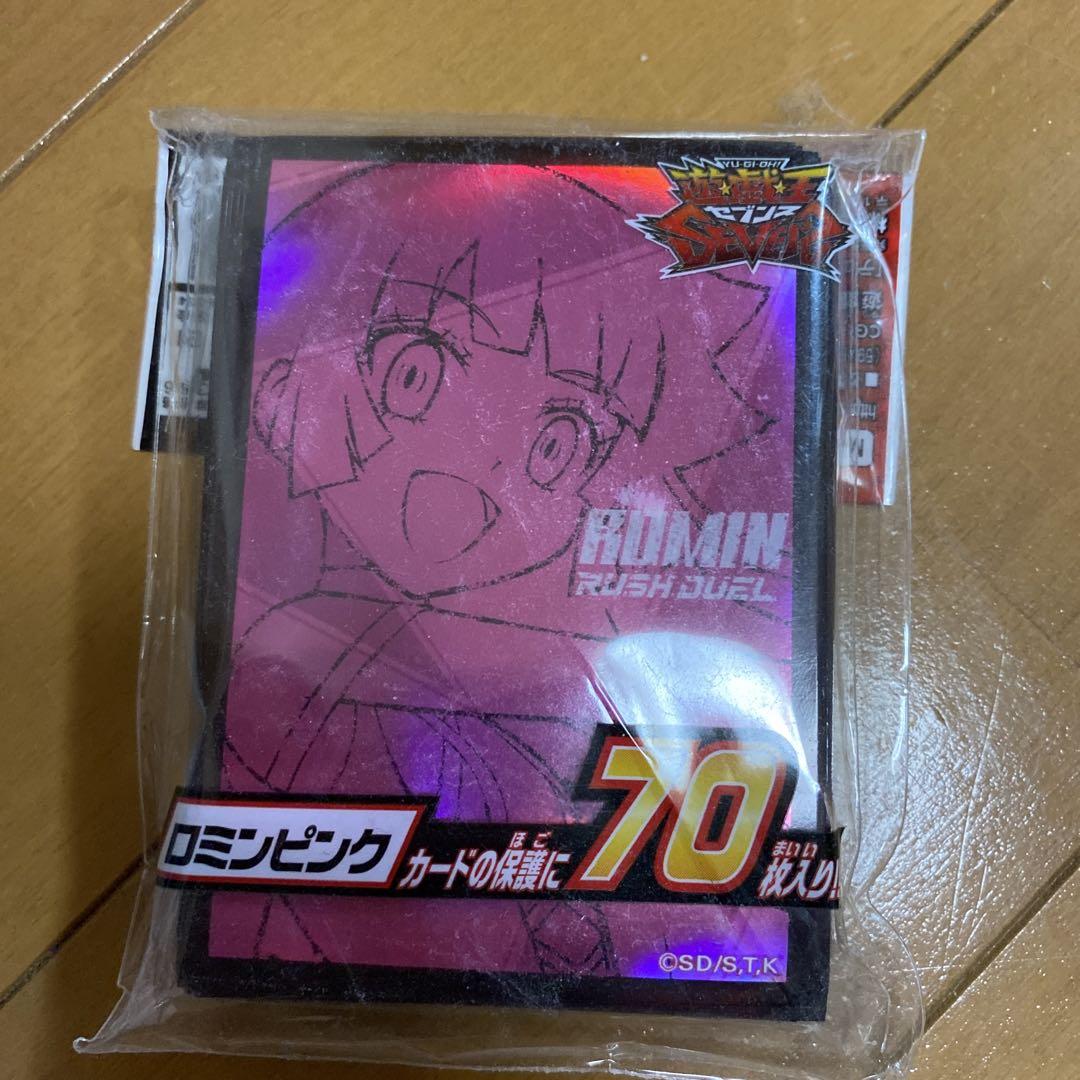 YU-GI-OH!
遊☆戯☆王
セブンス
SEVENS
ROMIN
RUSH DUEL
ロミンピンク
ほご
カードの保護に
70
まいい
枚入り!
©SD/S,T,K